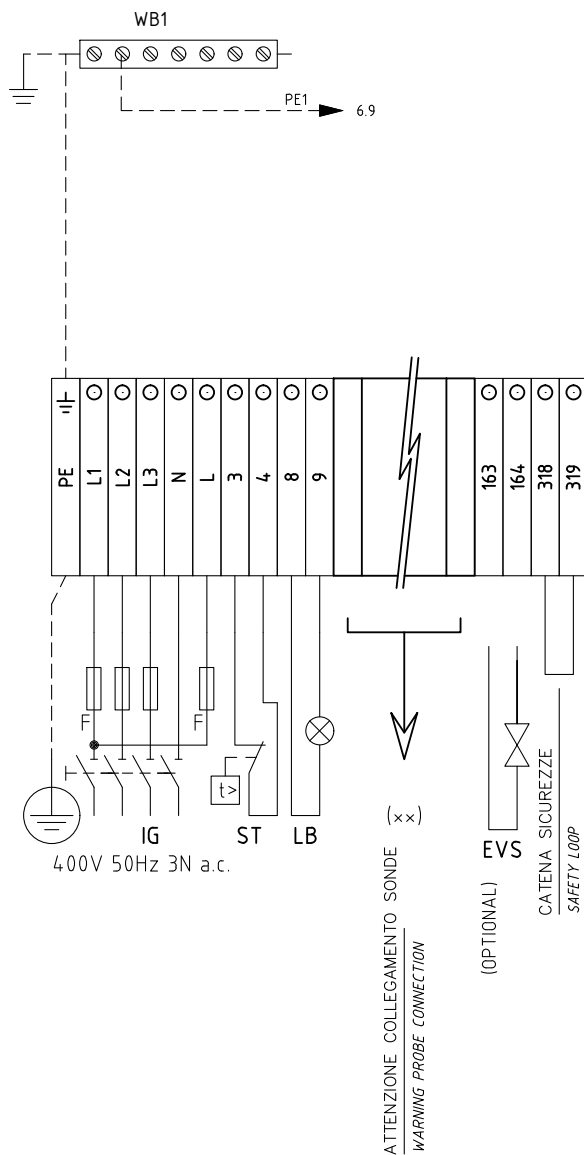 WB1
PE1
6.9
PE
L1
L2
L3
N
L
3
4
8
9
163
164
318
319
F
F
t>
IG
ST
LB
400V 50Hz 3N a.c.
(××)
ATTENZIONE COLLEGAMENTO SONDE
WARNING PROBE CONNECTION
EVS
(OPTIONAL)
CATENA SICUREZZE
SAFETY LOOP